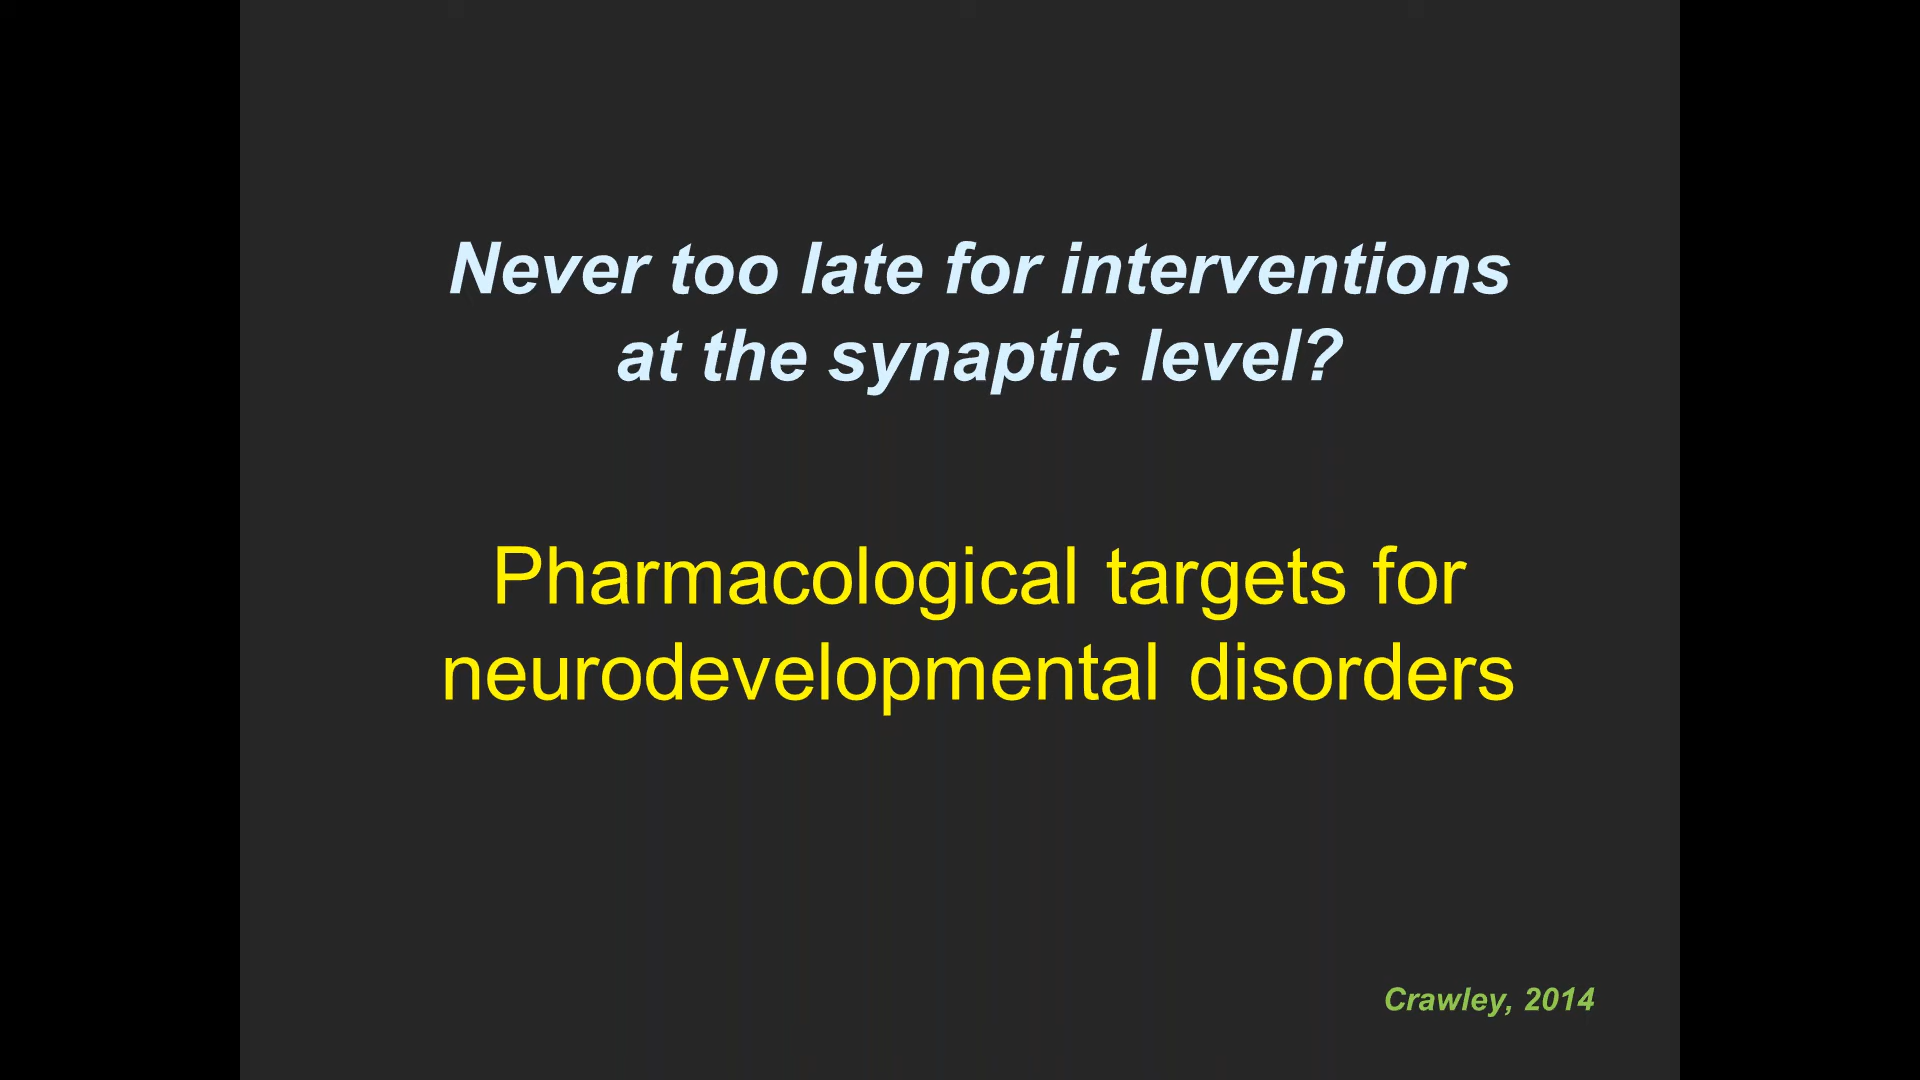 Never too late for interventions
at the synaptic level?
Pharmacological targets for
neurodevelopmental disorders
Crawley, 2014